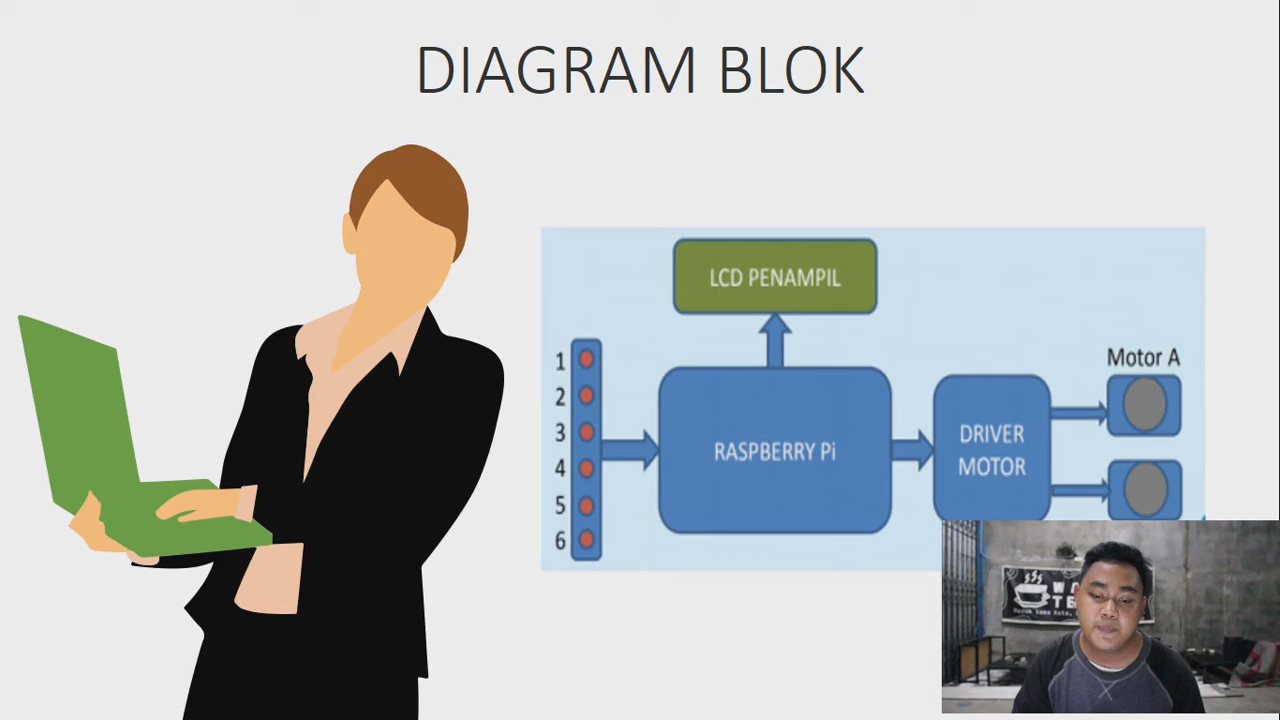 DIAGRAM BLOK
LCD PENAMPIL
1
2
3
4
5
6
RASPBERRY Pi
DRIVER
MOTOR
Motor A